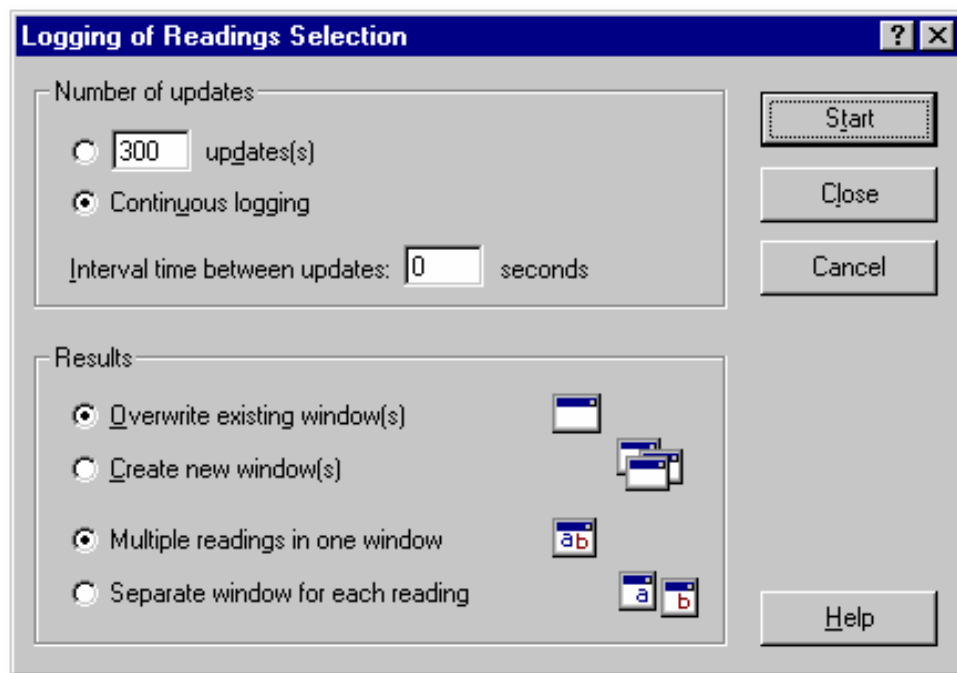 Logging of Readings Selection
Number of updates
300 updates(s)
Continuous logging
Interval time between updates: 0 seconds
Start
Close
Cancel
Results
Overwrite existing window(s)
Create new window(s)
Multiple readings in one window
ab
Separate window for each reading
a b
Help